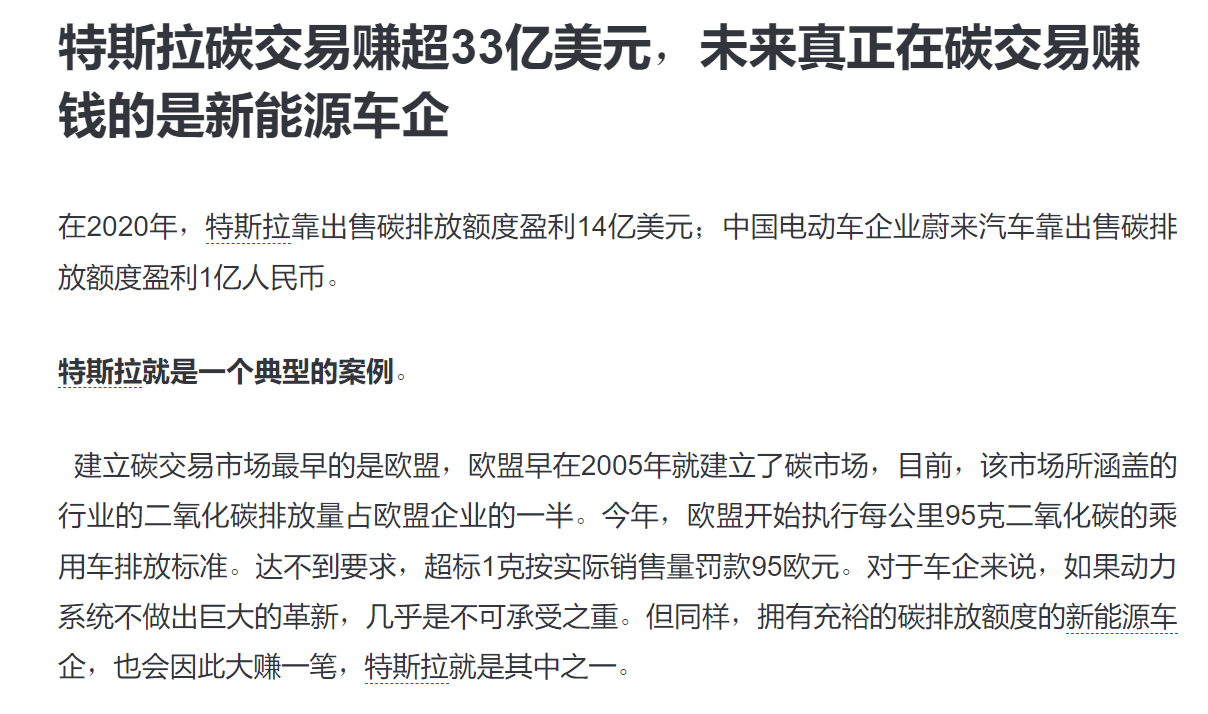 特斯拉碳交易赚超33亿美元，未来真正在碳交易赚
钱的是新能源车企
在2020年，特斯拉靠出售碳排放额度盈利14亿美元；中国电动车企业蔚来汽车靠出售碳排
放额度盈利1亿人民币。
特斯拉就是一个典型的案例。
建立碳交易市场最早的是欧盟，欧盟早在2005年就建立了碳市场，目前，该市场所涵盖的
行业的二氧化碳排放量占欧盟企业的一半。今年，欧盟开始执行每公里95克二氧化碳的乘
用车排放标准。达不到要求，超标1克按实际销售量罚款95欧元。对于车企来说，如果动力
系统不做出巨大的革新，几乎是不可承受之重。但同样，拥有充裕的碳排放额度的新能源车
企，也会因此大赚一笔，特斯拉就是其中之一。